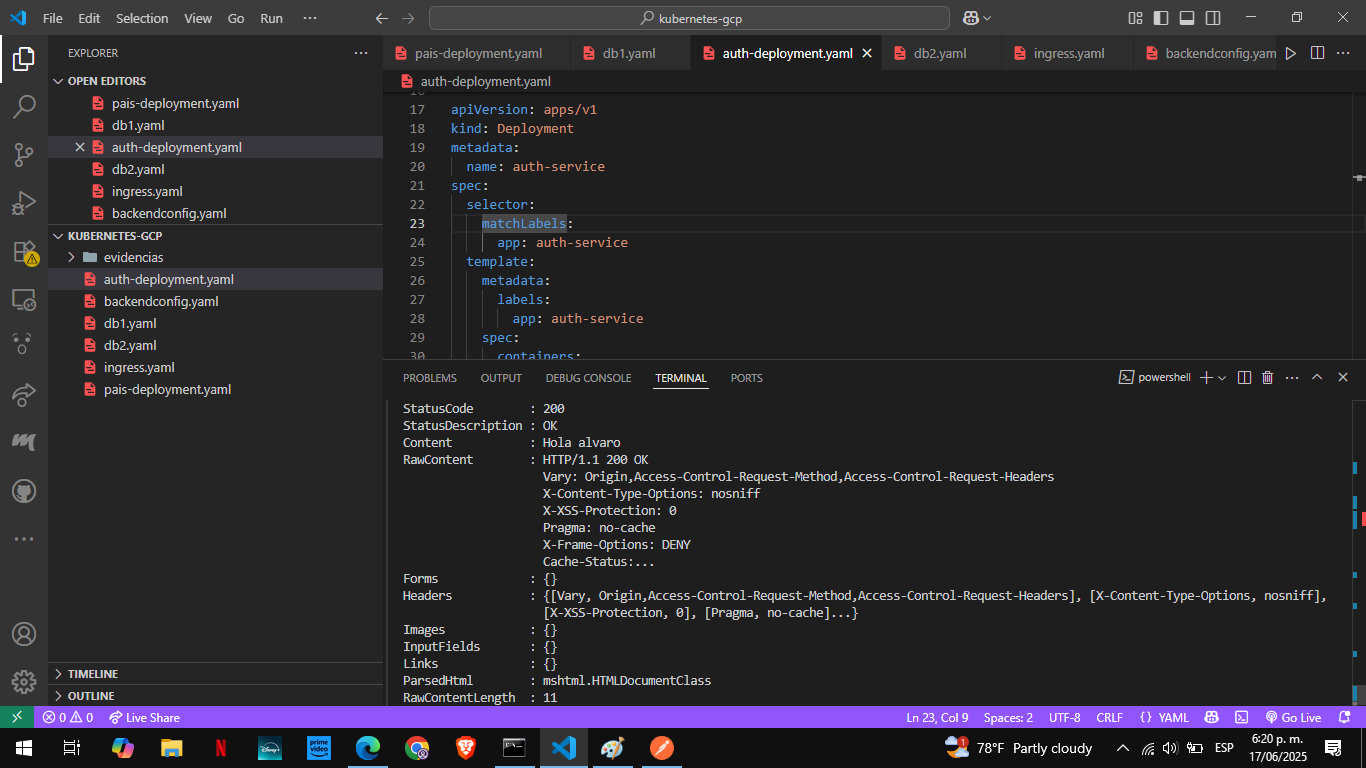 File Edit Selection View Go Run ···
kubernetes-gcp
EXPLORER
OPEN EDITORS
pais-deployment.yaml
db1.yaml
auth-deployment.yaml
db2.yaml
ingress.yaml
backendconfig.yaml
KUBERNETES-GCP
evidencias
auth-deployment.yaml
backendconfig.yaml
db1.yaml
db2.yaml
ingress.yaml
pais-deployment.yaml
TIMELINE
OUTLINE
pais-deployment.yaml db1.yaml auth-deployment.yaml db2.yaml ingress.yaml backendconfig.yam
auth-deployment.yaml
16
17 apiVersion: apps/v1
18 kind: Deployment
19 metadata:
20 name: auth-service
21 spec:
22 selector:
23 matchLabels:
24 app: auth-service
25 template:
26 metadata:
27 labels:
28 app: auth-service
29 spec:
30 containers:
PROBLEMS OUTPUT DEBUG CONSOLE TERMINAL PORTS
powershell
StatusCode : 200
StatusDescription : OK
Content : Hola alvaro
RawContent : HTTP/1.1 200 OK
Vary: Origin,Access-Control-Request-Method,Access-Control-Request-Headers
X-Content-Type-Options: nosniff
X-XSS-Protection: 0
Pragma: no-cache
X-Frame-Options: DENY
Cache-Status:...
Forms : {}
Headers : {[Vary, Origin,Access-Control-Request-Method,Access-Control-Request-Headers], [X-Content-Type-Options, nosniff],
[X-XSS-Protection, 0], [Pragma, no-cache]...}
Images : {}
InputFields : {}
Links : {}
ParsedHtml : mshtml.HTMLDocumentClass
RawContentLength : 11
0 0 Live Share
Ln 23, Col 9 Spaces: 2 UTF-8 CRLF {} YAML Go Live
Disney+
prime video
78°F Partly cloudy
ESP
6:20 p. m.
17/06/2025